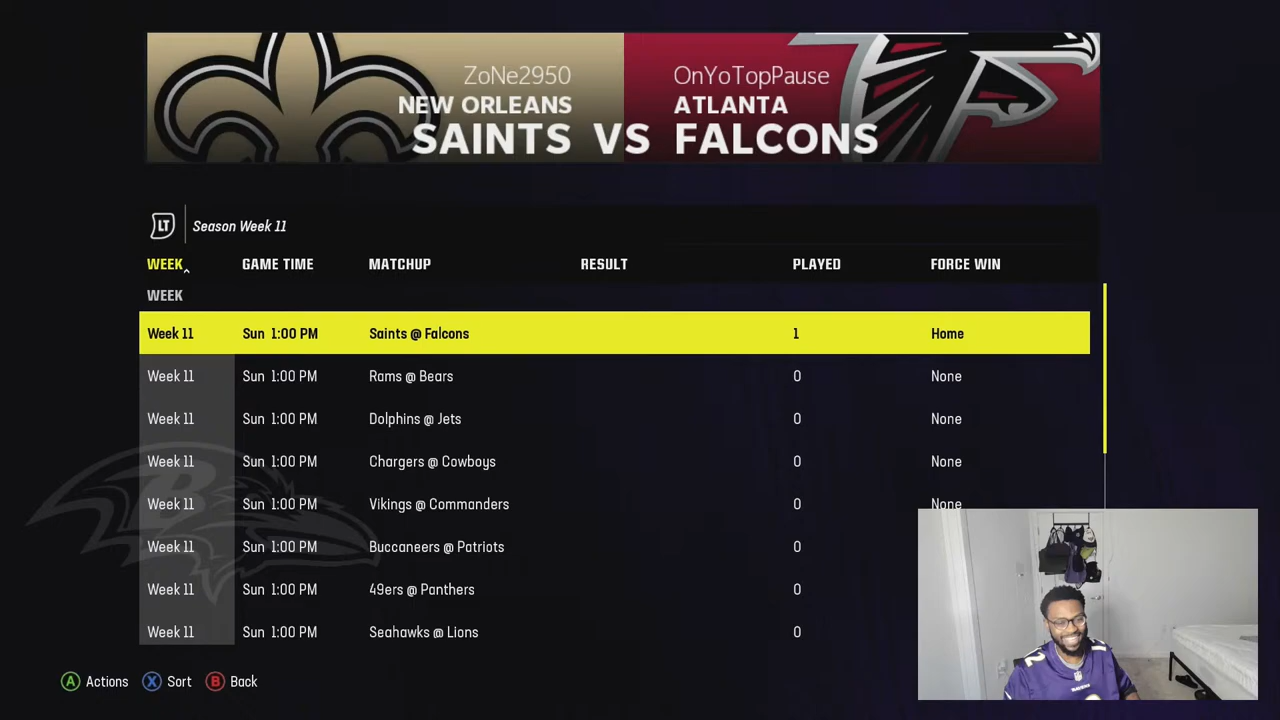 ZoNe2950 OnYoTopPause
NEW ORLEANS ATLANTA
SAINTS VS FALCONS
LT Season Week 11
WEEK GAME TIME MATCHUP RESULT PLAYED FORCE WIN
WEEK
Week 11 Sun 1:00 PM Saints @ Falcons 1 Home
Week 11 Sun 1:00 PM Rams @ Bears 0 None
Week 11 Sun 1:00 PM Dolphins @ Jets 0 None
Week 11 Sun 1:00 PM Chargers @ Cowboys 0 None
Week 11 Sun 1:00 PM Vikings @ Commanders 0 None
Week 11 Sun 1:00 PM Buccaneers @ Patriots 0
Week 11 Sun 1:00 PM 49ers @ Panthers 0
Week 11 Sun 1:00 PM Seahawks @ Lions 0
A Actions X Sort B Back